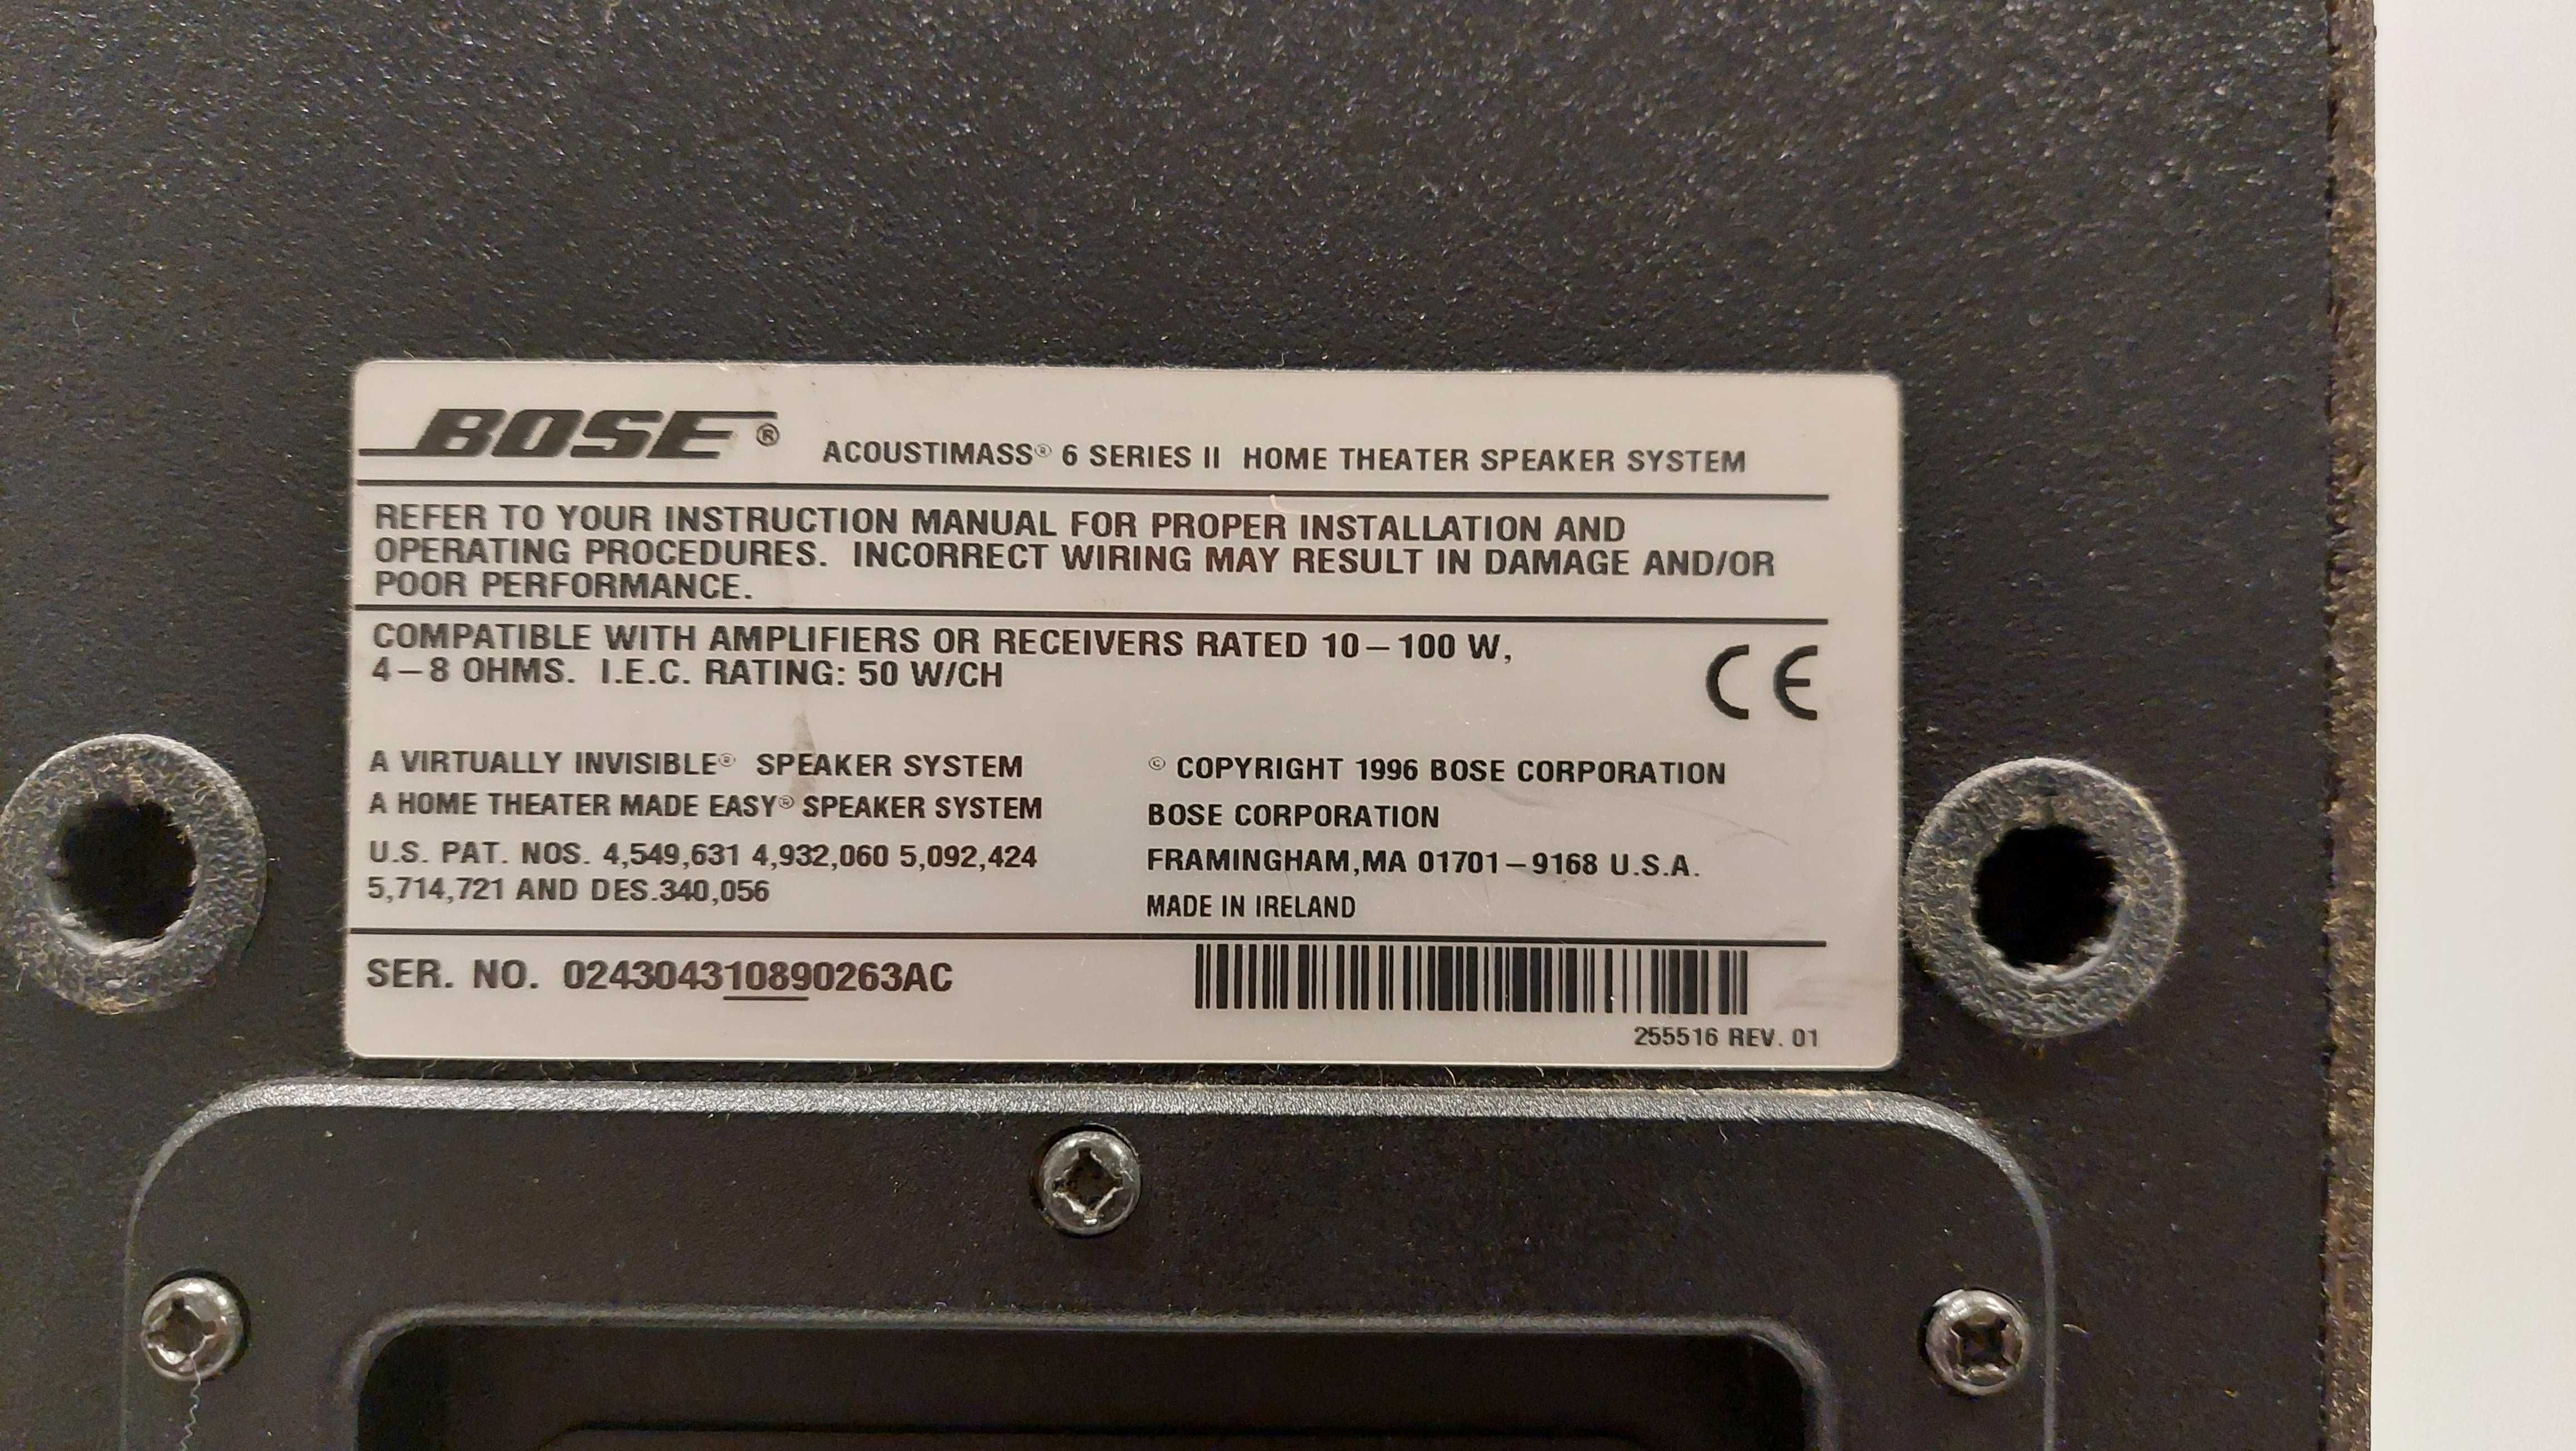 BOSE® ACOUSTIMASS® 6 SERIES II HOME THEATER SPEAKER SYSTEM
REFER TO YOUR INSTRUCTION MANUAL FOR PROPER INSTALLATION AND
OPERATING PROCEDURES. INCORRECT WIRING MAY RESULT IN DAMAGE AND/OR
POOR PERFORMANCE.
COMPATIBLE WITH AMPLIFIERS OR RECEIVERS RATED 10–100 W,
4–8 OHMS. I.E.C. RATING: 50 W/CH
CE
A VIRTUALLY INVISIBLE® SPEAKER SYSTEM
A HOME THEATER MADE EASY® SPEAKER SYSTEM
U.S. PAT. NOS. 4,549,631 4,932,060 5,092,424
5,714,721 AND DES.340,056
© COPYRIGHT 1996 BOSE CORPORATION
BOSE CORPORATION
FRAMINGHAM,MA 01701–9168 U.S.A.
MADE IN IRELAND
SER. NO. 024304310890263AC
255516 REV. 01